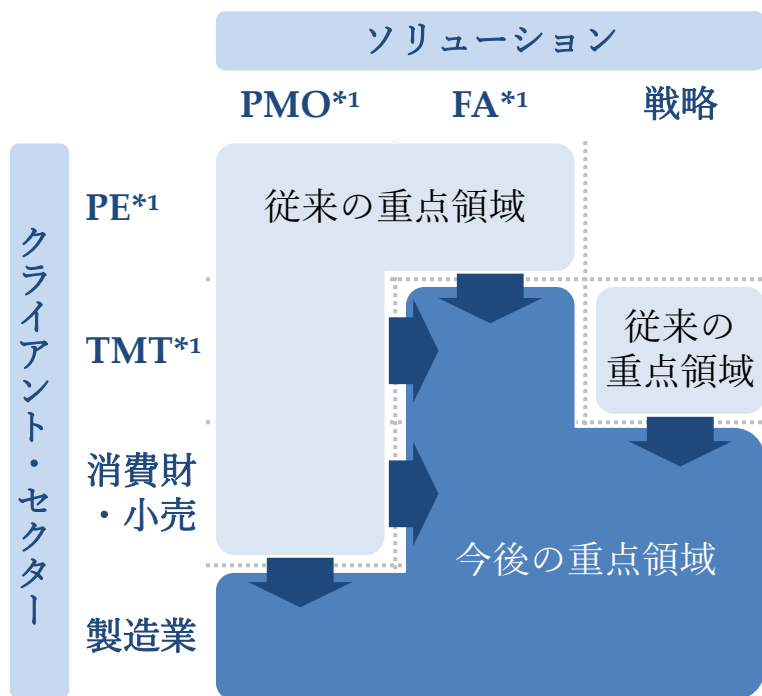 ソリューション
PMO*1
FA*1
戦略
クライアント・セクター
PE*1
従来の重点領域
TMT*1
従来の
重点領域
消費財
・小売
今後の重点領域
製造業